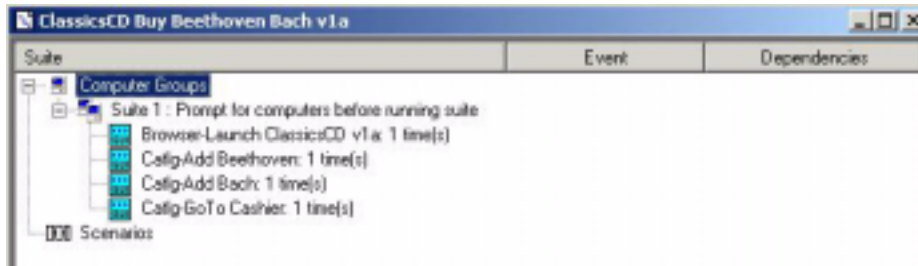 ClassicsCD Buy Beethoven Bach v1a
Suite Event Dependencies
Computer Groups
Suite 1 : Prompt for computers before running suite
Browser-Launch ClassicsCD v1a: 1 time(s)
Catlg-Add Beethoven: 1 time(s)
Catlg-Add Bach: 1 time(s)
Catlg-GoTo Cashier: 1 time(s)
Scenarios